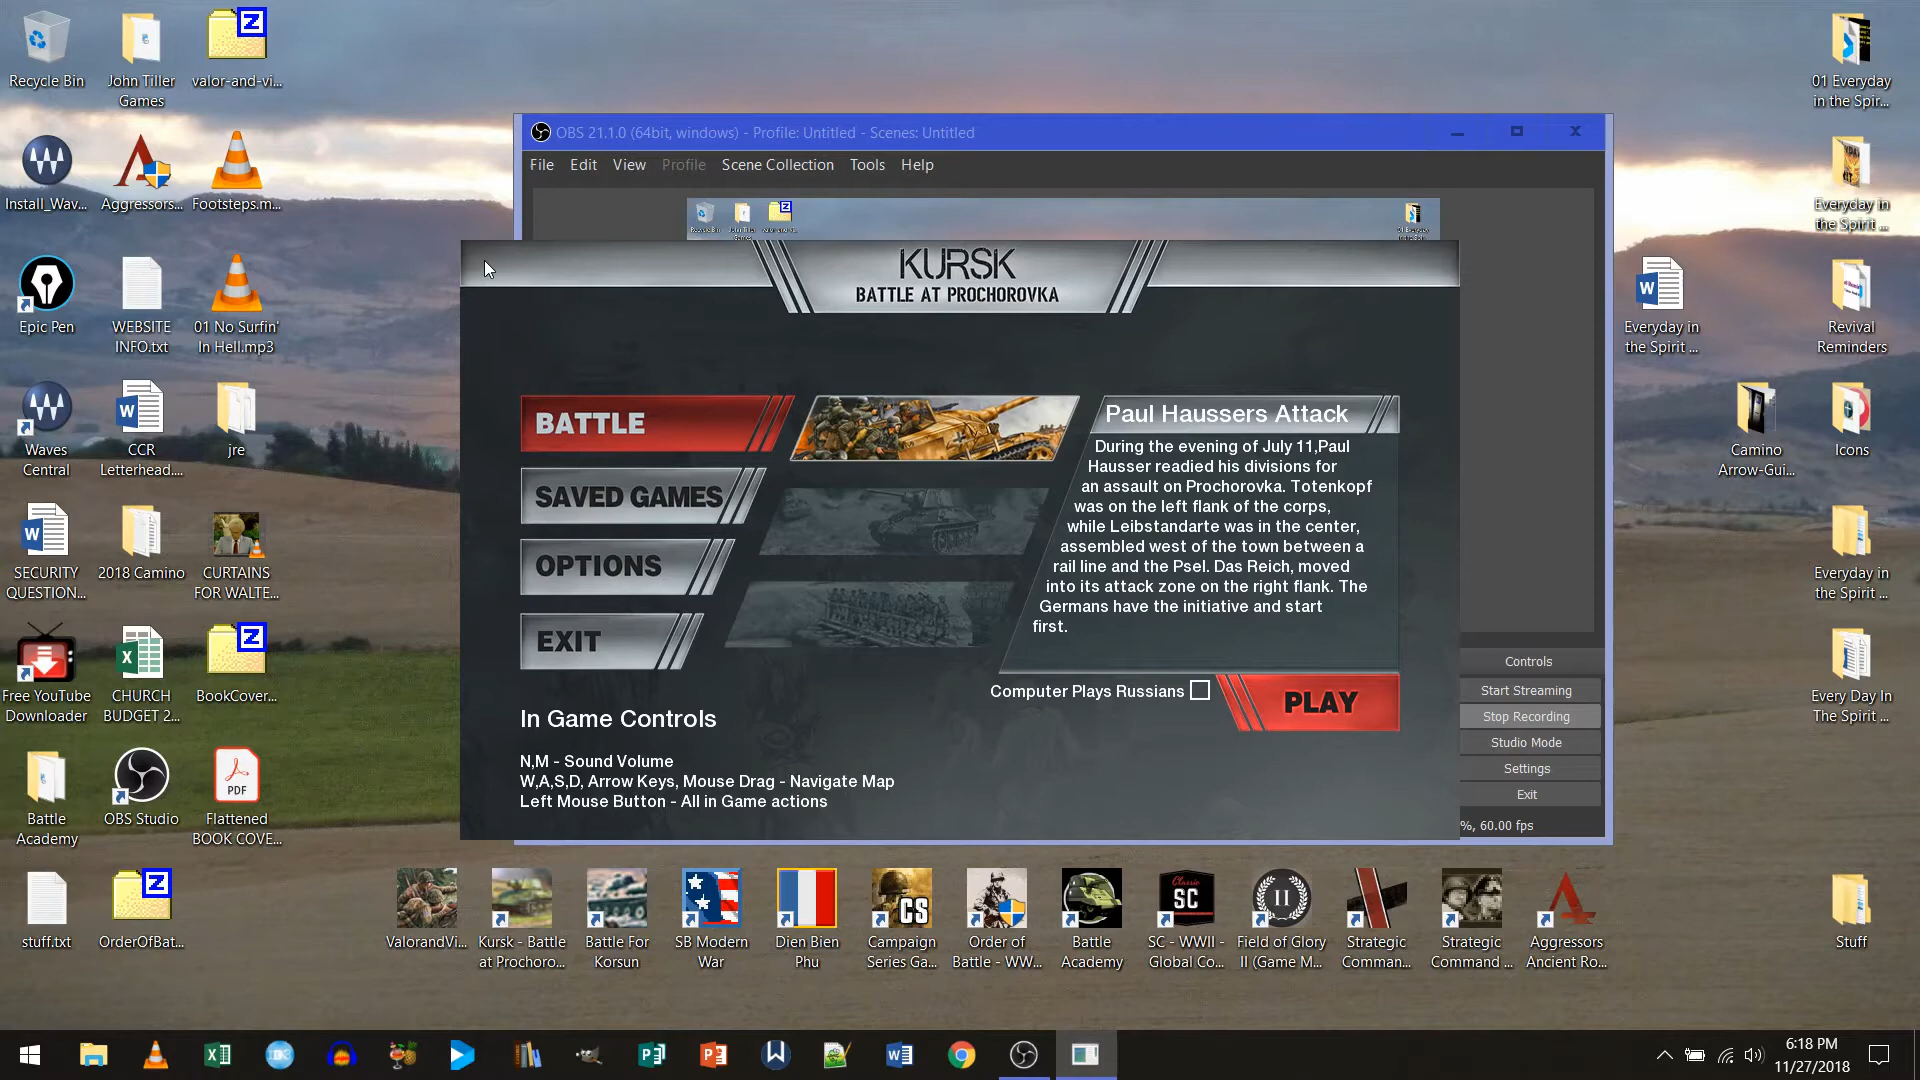 Recycle Bin
John Tiller
Games
valor-and-vi...
Install_Wav...
Aggressors...
Footsteps.m...
Epic Pen
WEBSITE
INFO.txt
01 No Surfin'
In Hell.mp3
Waves
Central
CCR
Letterhead....
jre
SECURITY
QUESTION...
2018 Camino
CURTAINS
FOR WALTE...
Free YouTube
Downloader
CHURCH
BUDGET 2...
BookCover...
Battle
Academy
OBS Studio
PDF
Flattened
BOOK COVE...
stuff.txt
OrderOfBat...
OBS 21.1.0 (64bit, windows) - Profile: Untitled - Scenes: Untitled
File Edit View Profile Scene Collection Tools Help
KURSK
BATTLE AT PROCHOROVKA
BATTLE
SAVED GAMES
OPTIONS
EXIT
Paul Haussers Attack
During the evening of July 11,Paul
Hausser readied his divisions for
an assault on Prochorovka. Totenkopf
was on the left flank of the corps,
while Leibstandarte was in the center,
assembled west of the town between a
rail line and the Psel. Das Reich, moved
into its attack zone on the right flank. The
Germans have the initiative and start
first.
Computer Plays Russians
PLAY
In Game Controls
N,M - Sound Volume
W,A,S,D, Arrow Keys, Mouse Drag - Navigate Map
Left Mouse Button - All in Game actions
Controls
Start Streaming
Stop Recording
Studio Mode
Settings
Exit
%, 60.00 fps
01 Everyday
in the Spir...
Everyday in
the Spirit ...
Everyday in
the Spirit ...
Revival
Reminders
Camino
Arrow-Gui...
Icons
Everyday in
the Spirit ...
Every Day In
The Spirit ...
Stuff
ValorandVi...
Kursk - Battle
at Prochoro...
Battle For
Korsun
SB Modern
War
Dien Bien
Phu
CS
Campaign
Series Ga...
Order of
Battle - WW...
Battle
Academy
Classic
SC
SC - WWII -
Global Co...
II
Field of Glory
II (Game M...
Strategic
Comman...
Strategic
Command ...
Aggressors
Ancient Ro...
6:18 PM
11/27/2018